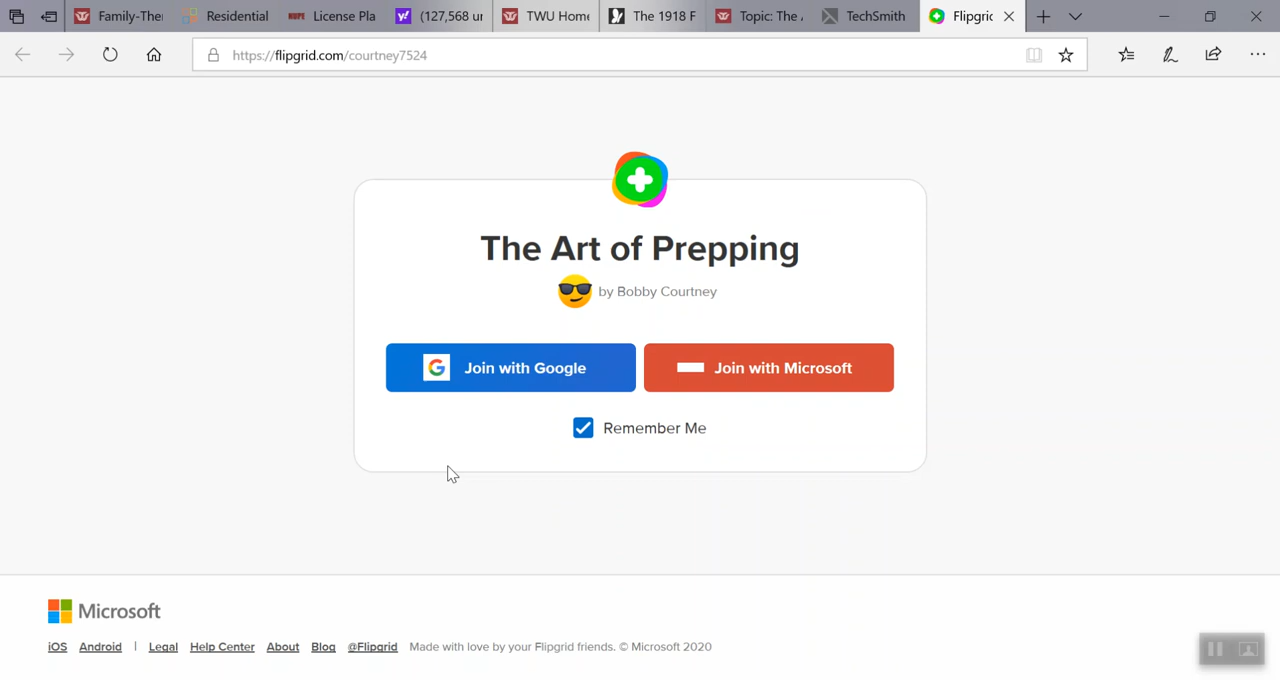 Family-Ther
Residential
License Pla
(127,568 ur
TWU Home
The 1918 F
Topic: The A
TechSmith
Flipgrid
https://flipgrid.com/courtney7524
The Art of Prepping
by Bobby Courtney
Join with Google
Join with Microsoft
Remember Me
Microsoft
iOS Android | Legal Help Center About Blog @Flipgrid Made with love by your Flipgrid friends. © Microsoft 2020